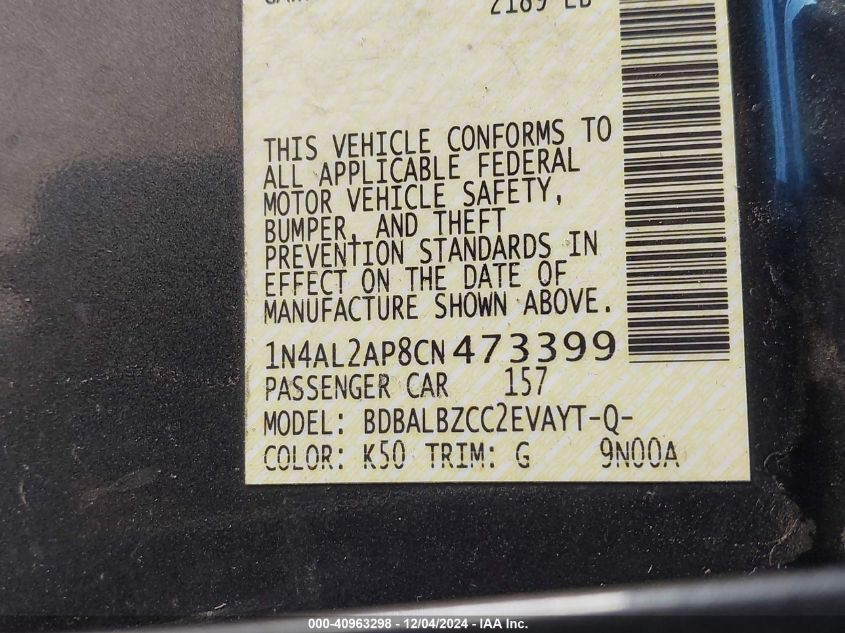 2189 LB
THIS VEHICLE CONFORMS TO
ALL APPLICABLE FEDERAL
MOTOR VEHICLE SAFETY,
BUMPER, AND THEFT
PREVENTION STANDARDS IN
EFFECT ON THE DATE OF
MANUFACTURE SHOWN ABOVE.
1N4AL2AP8CN473399
PASSENGER CAR 157
MODEL: BDBALBZCC2EVAYT-Q-
COLOR: K50 TRIM: G 9N00A
000-40963298 - 12/04/2024 - IAA Inc.